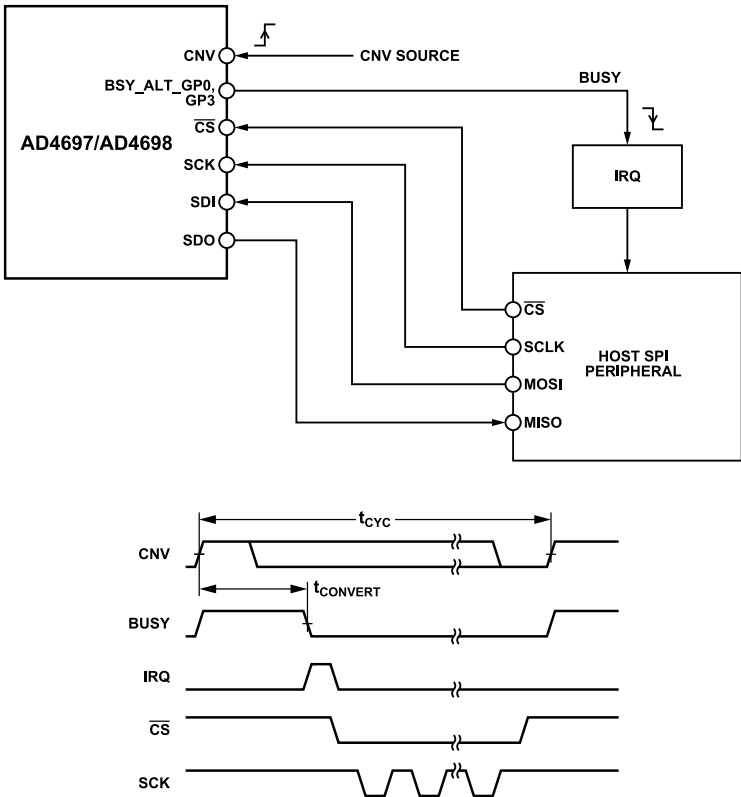 CNV
CNV SOURCE
BSY_ALT_GP0,
GP3
BUSY
CS
AD4697/AD4698
SCK
IRQ
SDI
SDO
CS
SCLK
HOST SPI
PERIPHERAL
MOSI
MISO
tCYC
CNV
tCONVERT
BUSY
IRQ
CS
SCK